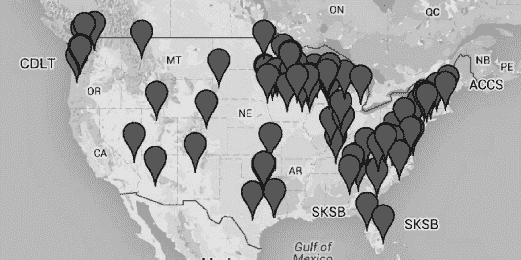 ON
QC
CDLT
MT
NB
PE
ACCS
OR
NE
CA
AR
SKSB
SKSB
Gulf of
Mexico